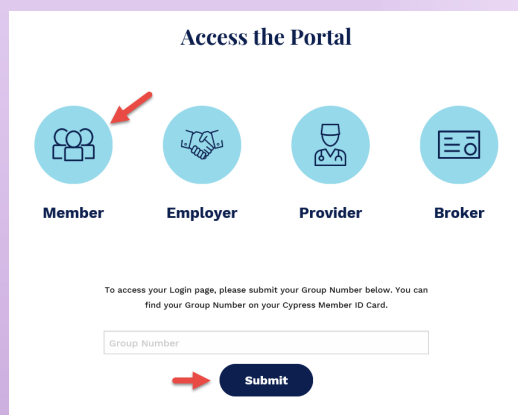 Access the Portal
Member Employer Provider Broker
To access your Login page, please submit your Group Number below. You can
find your Group Number on your Cypress Member ID Card.
Group Number
Submit